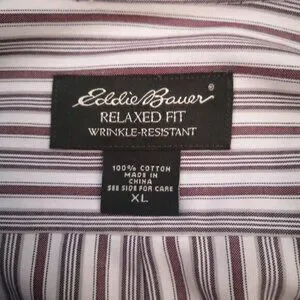 Eddie Bauer ®
RELAXED FIT
WRINKLE-RESISTANT
100% COTTON
MADE IN
CHINA
SEE SIDE FOR CARE
XL